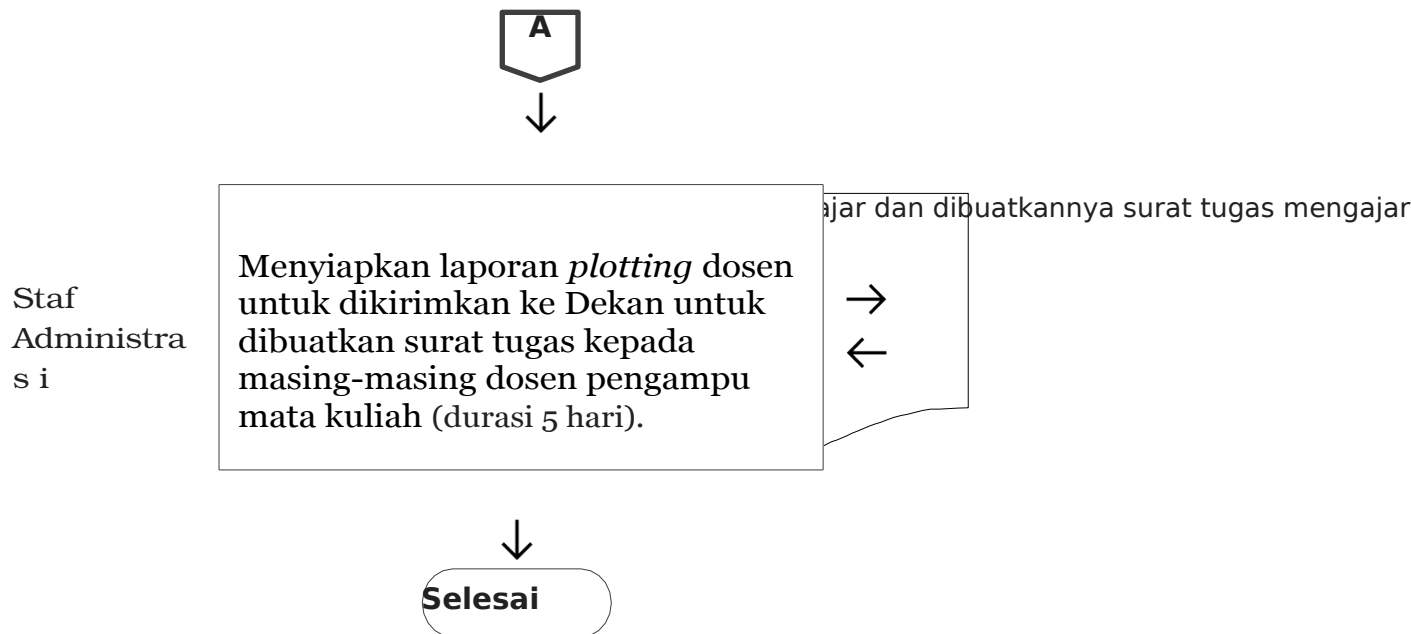 A
dan dibuatkannya surat tugas mengajar
Menyiapkan laporan plotting dosen
untuk dikirimkan ke Dekan untuk
dibuatkan surat tugas kepada
masing-masing dosen pengampu
mata kuliah (durasi 5 hari).
Staf
Administra
s i
Selesai